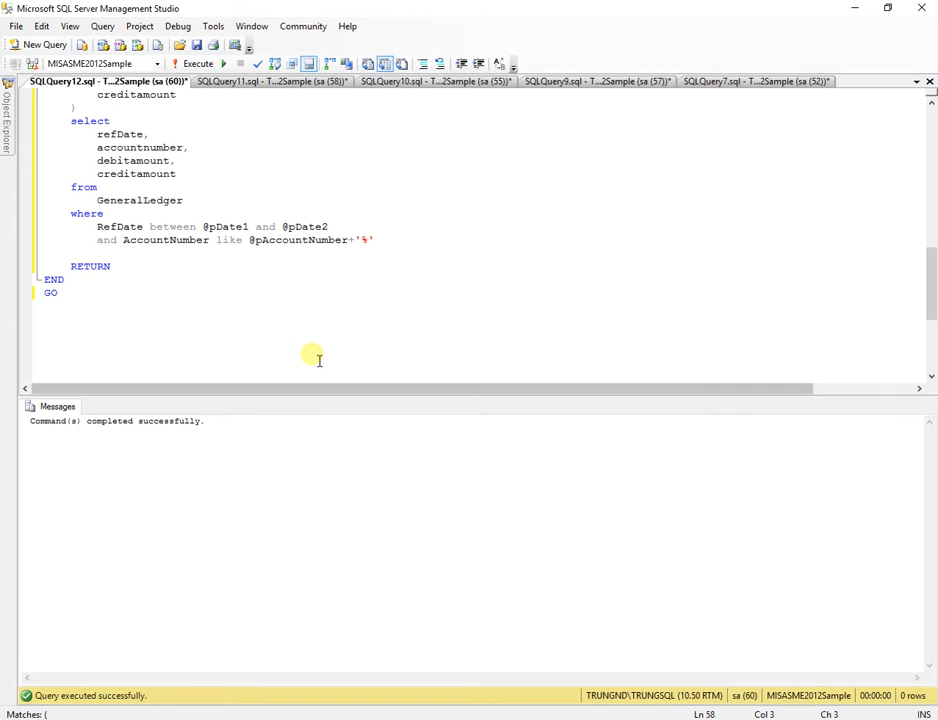 Microsoft SQL Server Management Studio
File Edit View Query Project Debug Tools Window Community Help
New Query
MISASME2012Sample Execute
SQLQuery12.sql - T...2Sample (sa (60))* SQLQuery11.sql - T...2Sample (sa (58))* SQLQuery10.sql - T...2Sample (sa (55))* SQLQuery9.sql - T...2Sample (sa (57))* SQLQuery7.sql - T...2Sample (sa (52))*
Object Explorer
creditamount
)
select
refDate,
accountnumber,
debitamount,
creditamount
from
GeneralLedger
where
RefDate between @pDate1 and @pDate2
and AccountNumber like @pAccountNumber+'%'
RETURN
END
GO
Messages
Command(s) completed successfully.
Query executed successfully. TRUNGND\TRUNGSQL (10.50 RTM) sa (60) MISASME2012Sample 00:00:00 0 rows
Matches: ( Ln 58 Col 3 Ch 3 INS